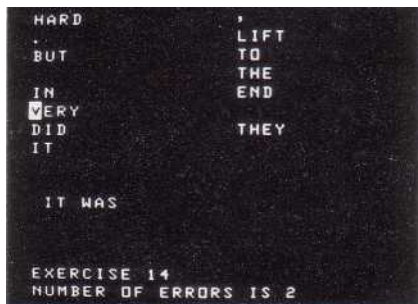 HARD ,
. LIFT
BUT TO
THE
IN END
VERY
DID THEY
IT
IT WAS
EXERCISE 14
NUMBER OF ERRORS IS 2